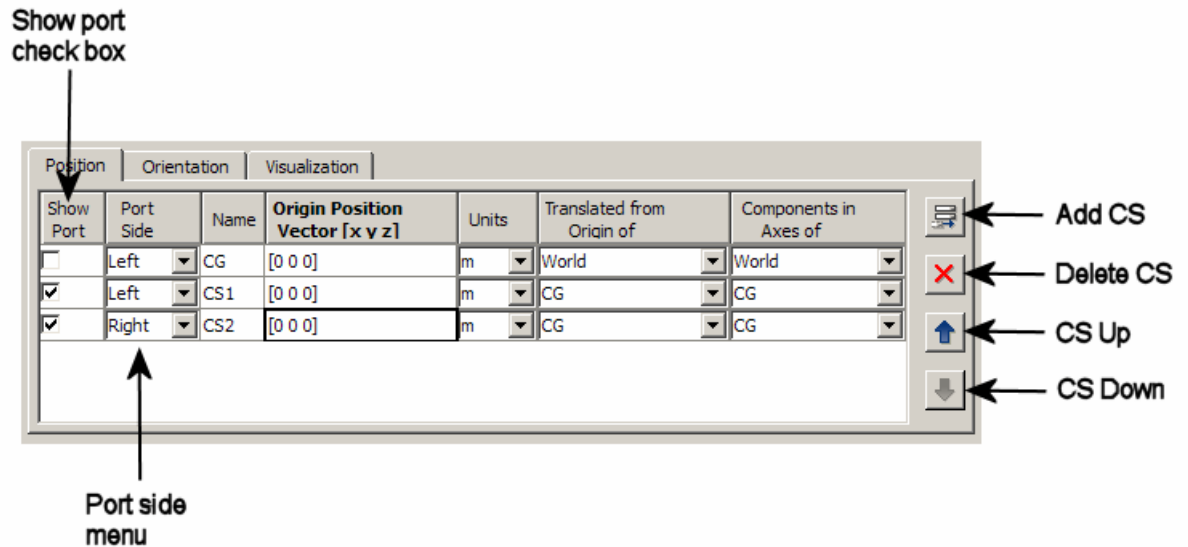 Show port
check box
Position Orientation Visualization
Show Port Port Side Name Origin Position Vector [x y z] Units Translated from Origin of Components in Axes of
Left CG [0 0 0] m World World
Left CS1 [0 0 0] m CG CG
Right CS2 [0 0 0] m CG CG
Add CS
Delete CS
CS Up
CS Down
Port side
menu